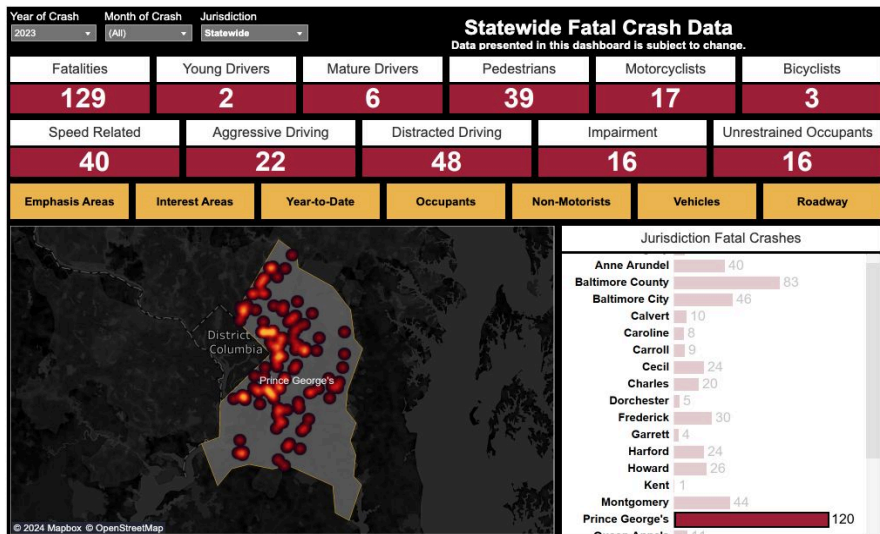 Year of Crash Month of Crash Jurisdiction
2023 (All) Statewide
Statewide Fatal Crash Data
Data presented in this dashboard is subject to change.
Fatalities Young Drivers Mature Drivers Pedestrians Motorcyclists Bicyclists
129 2 6 39 17 3
Speed Related Aggressive Driving Distracted Driving Impairment Unrestrained Occupants
40 22 48 16 16
Emphasis Areas Interest Areas Year-to-Date Occupants Non-Motorists Vehicles Roadway
District
Columbia
Prince George's
© 2024 Mapbox © OpenStreetMap
Jurisdiction Fatal Crashes
Anne Arundel 40
Baltimore County 83
Baltimore City 46
Calvert 10
Caroline 8
Carroll 9
Cecil 24
Charles 20
Dorchester 5
Frederick 30
Garrett 4
Harford 24
Howard 26
Kent 1
Montgomery 44
Prince George's 120